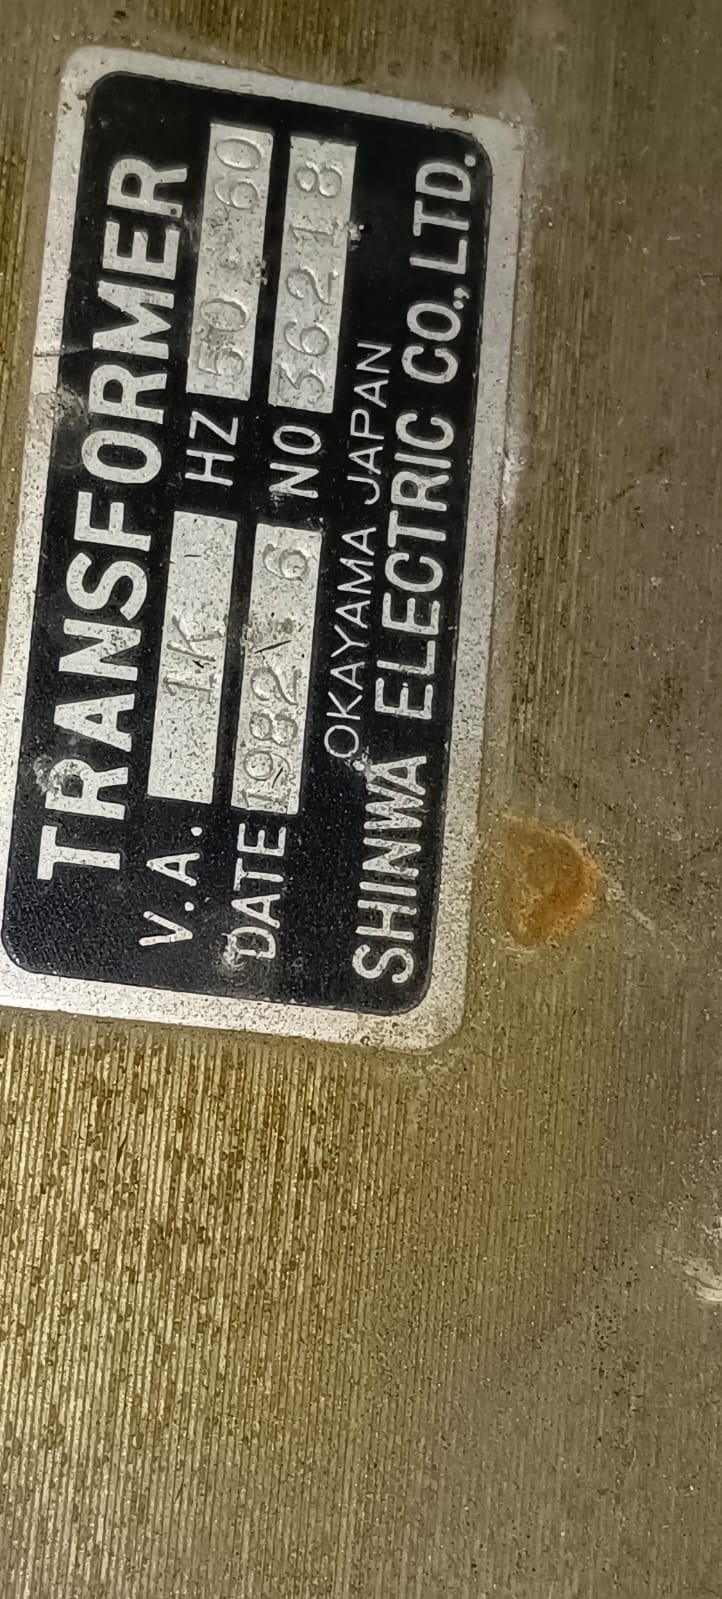 TRANSFORMER
V.A. 1K HZ 50-60
DATE 1982. 6 NO 36218
OKAYAMA JAPAN
SHINWA ELECTRIC CO., LTD.